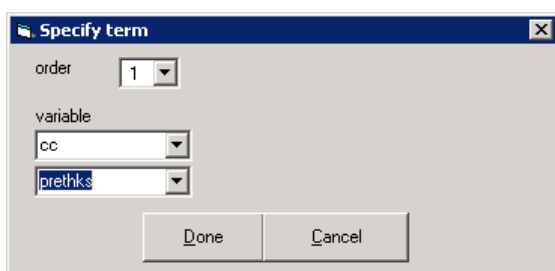 Specify term
order 1
variable
cc
prethks
Done Cancel